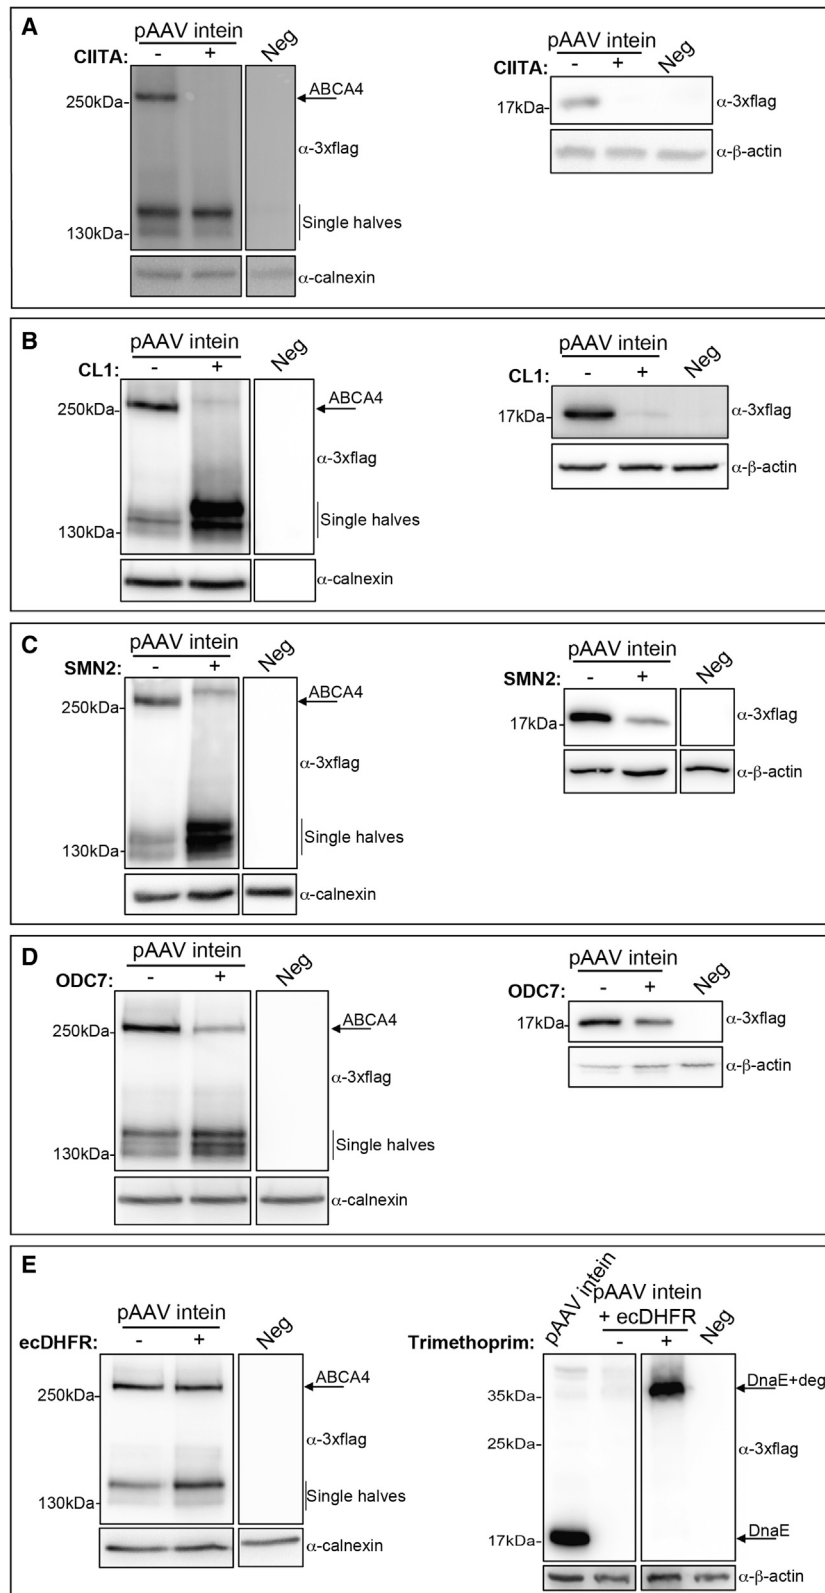 A
pAAV intein
Neg
CIITA: - +
250kDa-
ABCA4
α-3xflag
130kDa-
Single halves
α-calnexin
pAAV intein
Neg
CIITA: - +
17kDa-
α-3xflag
α-β-actin
B
pAAV intein
Neg
CL1: - +
250kDa-
ABCA4
α-3xflag
130kDa-
Single halves
α-calnexin
pAAV intein
Neg
CL1: - +
17kDa-
α-3xflag
α-β-actin
C
pAAV intein
Neg
SMN2: - +
250kDa-
ABCA4
α-3xflag
130kDa-
Single halves
α-calnexin
pAAV intein
Neg
SMN2: - +
17kDa-
α-3xflag
α-β-actin
D
pAAV intein
Neg
ODC7: - +
250kDa-
ABCA4
α-3xflag
130kDa-
Single halves
α-calnexin
pAAV intein
Neg
ODC7: - +
17kDa-
α-3xflag
α-β-actin
E
pAAV intein
Neg
ecDHFR: - +
250kDa-
ABCA4
α-3xflag
130kDa-
Single halves
α-calnexin
pAAV intein
pAAV intein
+ ecDHFR
Neg
Trimethoprim: - +
35kDa-
DnaE+deg
25kDa-
α-3xflag
17kDa-
DnaE
α-β-actin